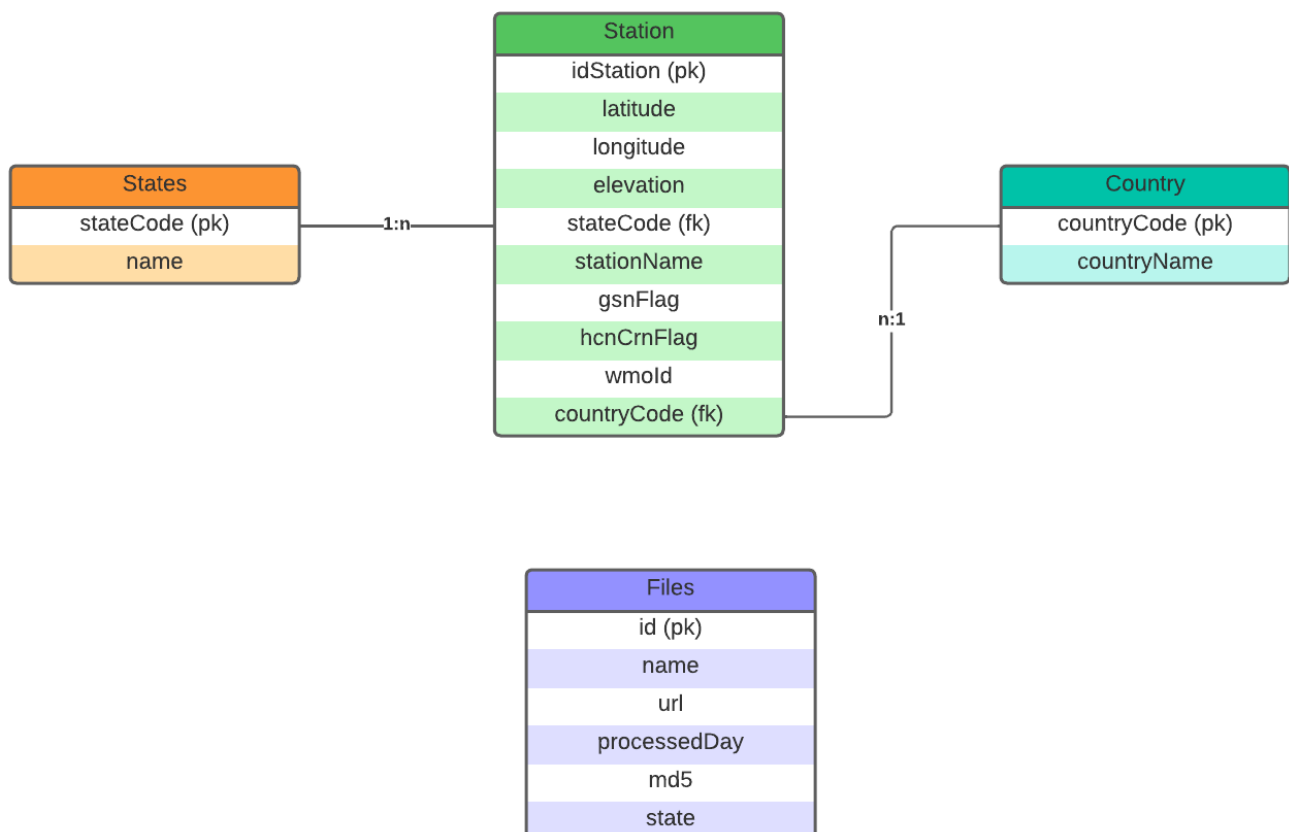 Station
idStation (pk)
latitude
longitude
elevation
stateCode (fk)
stationName
gsnFlag
hcnCrnFlag
wmoId
countryCode (fk)
States
stateCode (pk)
name
1:n
Country
countryCode (pk)
countryName
n:1
Files
id (pk)
name
url
processedDay
md5
state